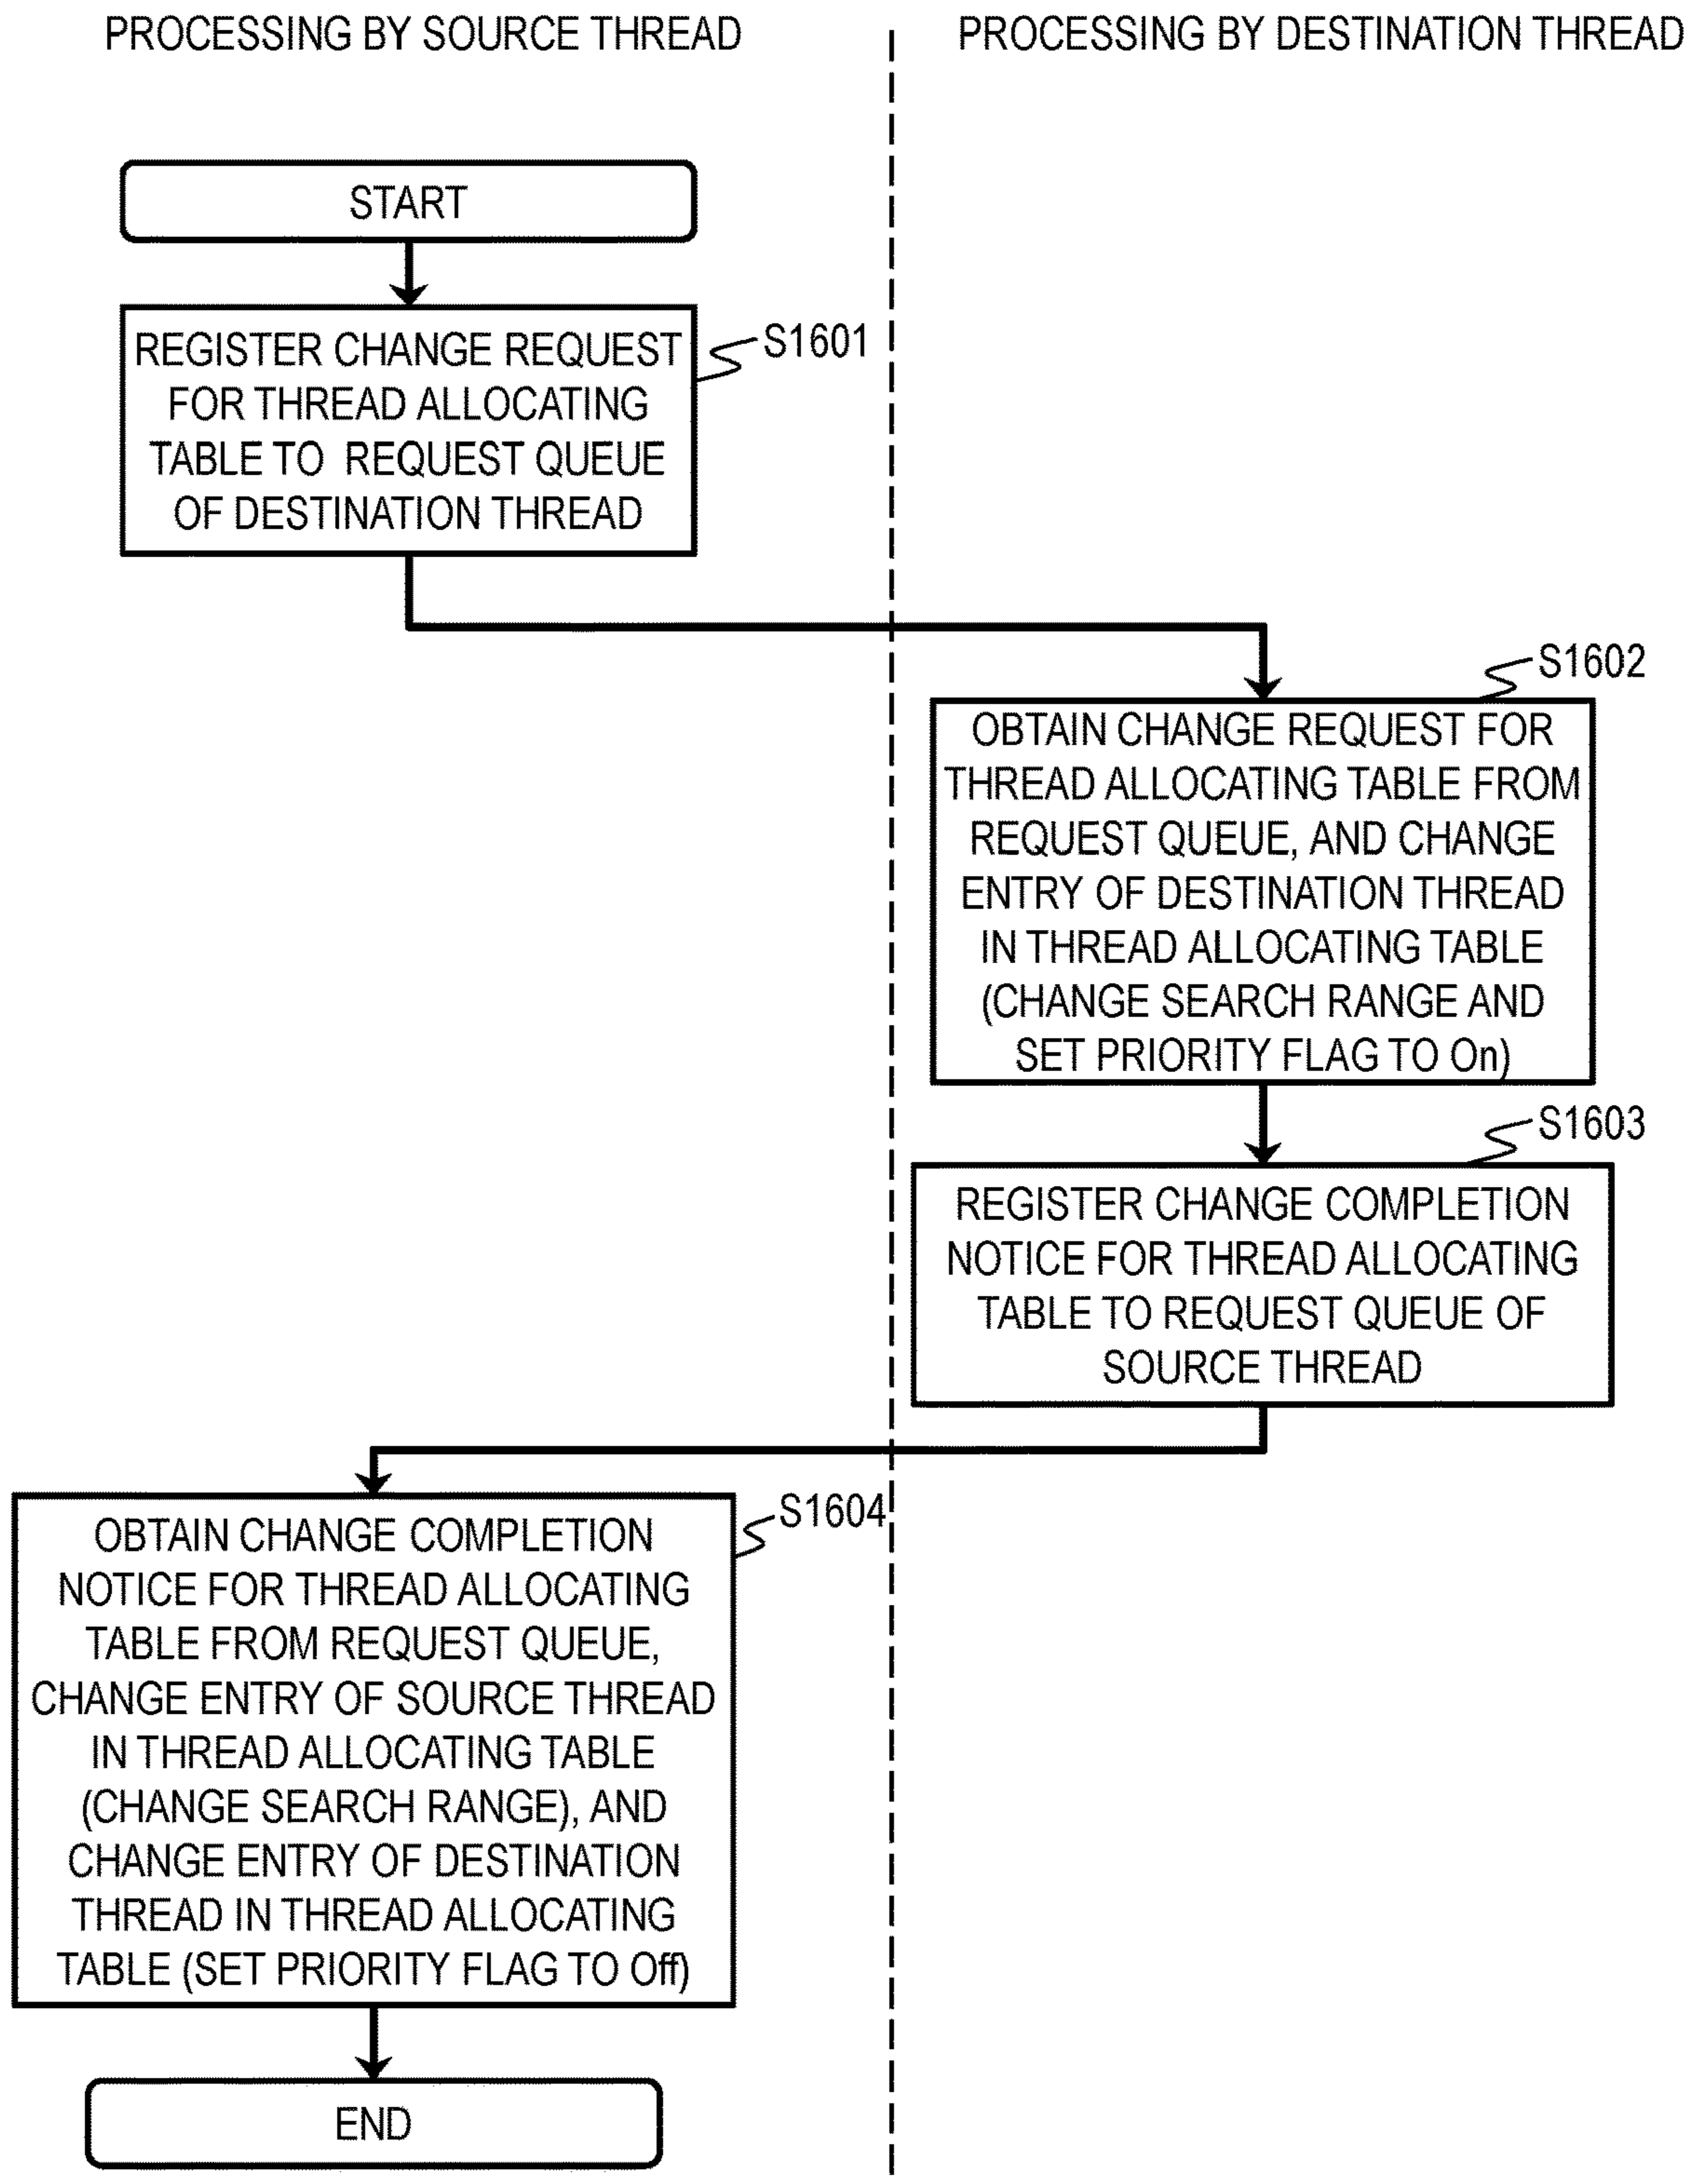 PROCESSING BY SOURCE THREAD
PROCESSING BY DESTINATION THREAD
START
REGISTER CHANGE REQUEST
FOR THREAD ALLOCATING
TABLE TO REQUEST QUEUE
OF DESTINATION THREAD
S1601
S1602
OBTAIN CHANGE REQUEST FOR
THREAD ALLOCATING TABLE FROM
REQUEST QUEUE, AND CHANGE
ENTRY OF DESTINATION THREAD
IN THREAD ALLOCATING TABLE
(CHANGE SEARCH RANGE AND
SET PRIORITY FLAG TO On)
S1603
REGISTER CHANGE COMPLETION
NOTICE FOR THREAD ALLOCATING
TABLE TO REQUEST QUEUE OF
SOURCE THREAD
S1604
OBTAIN CHANGE COMPLETION
NOTICE FOR THREAD ALLOCATING
TABLE FROM REQUEST QUEUE,
CHANGE ENTRY OF SOURCE THREAD
IN THREAD ALLOCATING TABLE
(CHANGE SEARCH RANGE), AND
CHANGE ENTRY OF DESTINATION
THREAD IN THREAD ALLOCATING
TABLE (SET PRIORITY FLAG TO Off)
END